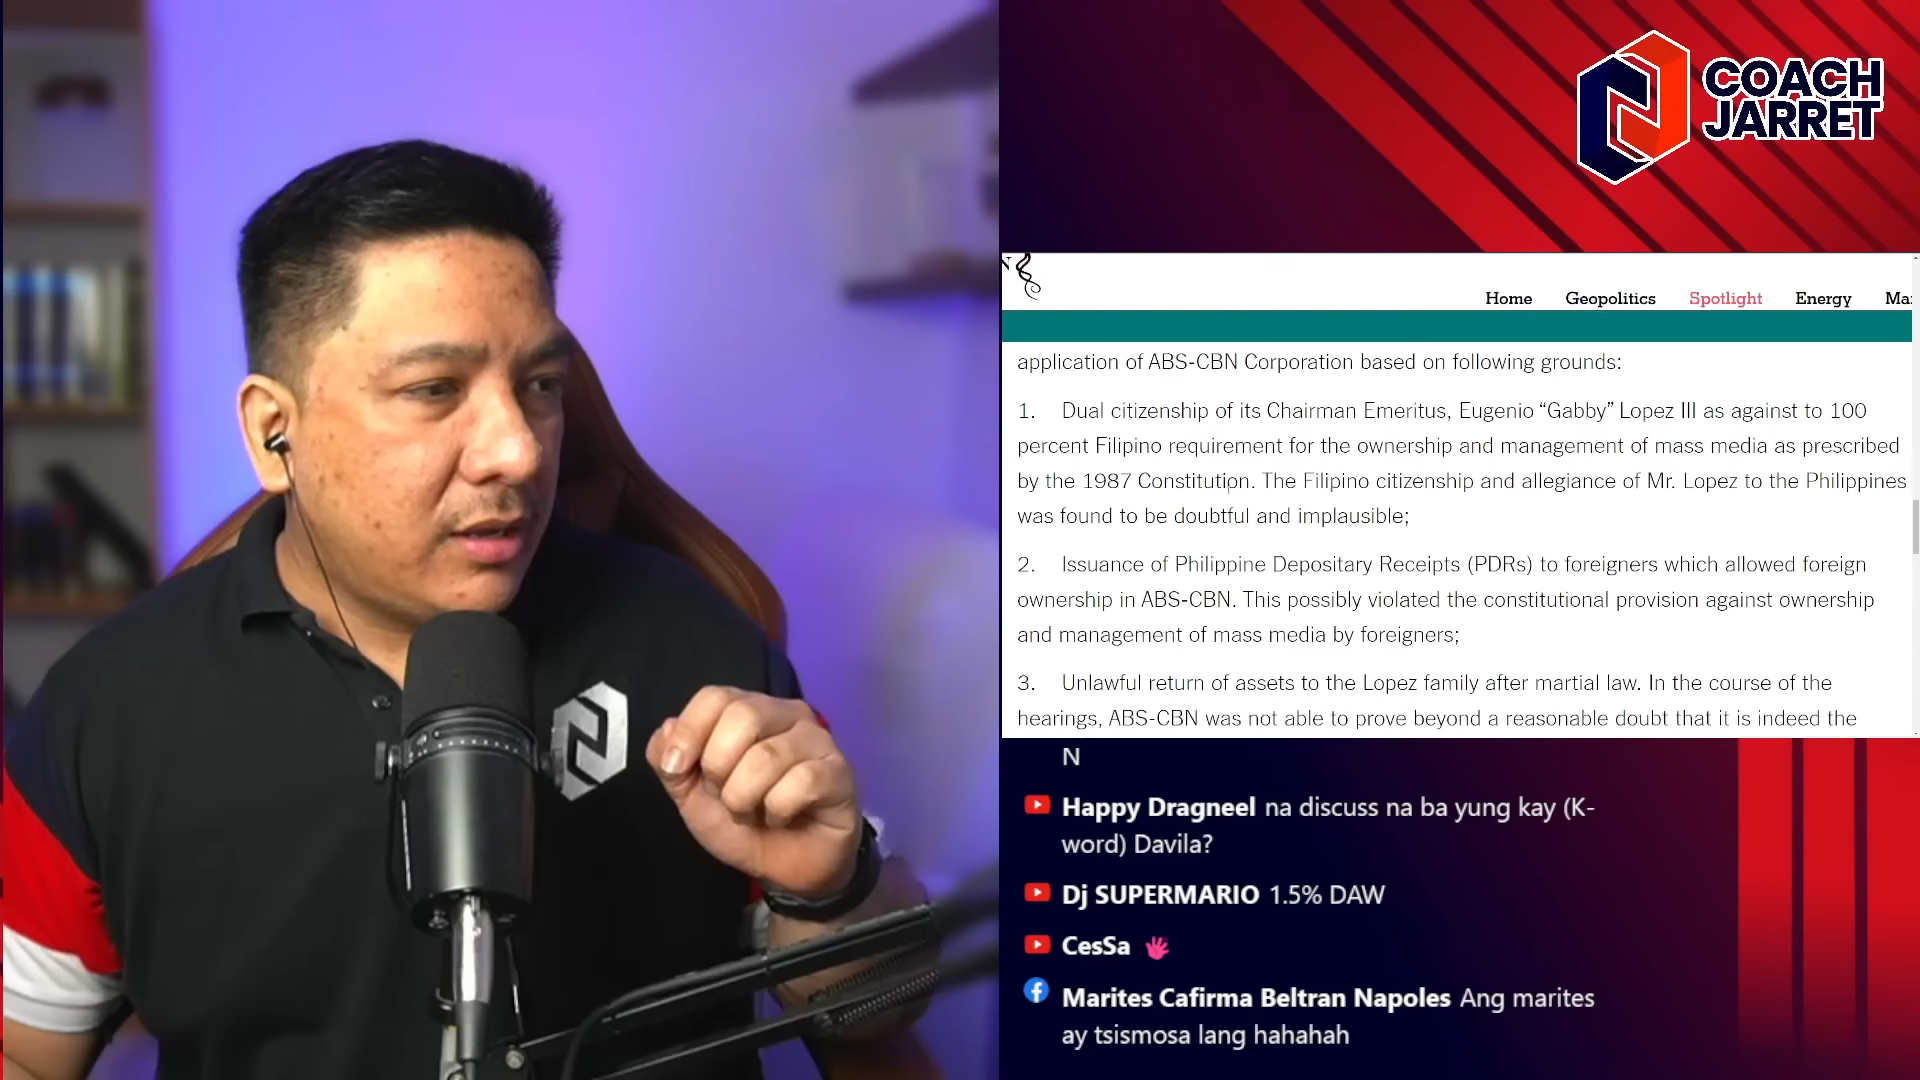 COACH
JARRET
Home Geopolitics Spotlight Energy
application of ABS-CBN Corporation based on following grounds:
1. Dual citizenship of its Chairman Emeritus, Eugenio “Gabby” Lopez III as against to 100
percent Filipino requirement for the ownership and management of mass media as prescribed
by the 1987 Constitution. The Filipino citizenship and allegiance of Mr. Lopez to the Philippines
was found to be doubtful and implausible;
2. Issuance of Philippine Depositary Receipts (PDRs) to foreigners which allowed foreign
ownership in ABS-CBN. This possibly violated the constitutional provision against ownership
and management of mass media by foreigners;
3. Unlawful return of assets to the Lopez family after martial law. In the course of the
hearings, ABS-CBN was not able to prove beyond a reasonable doubt that it is indeed the
N
Happy Dragneel na discuss na ba yung kay (K-
word) Davila?
Dj SUPERMARIO 1.5% DAW
CesSa
Marites Cafirma Beltran Napoles Ang marites
ay tsismosa lang hahahah